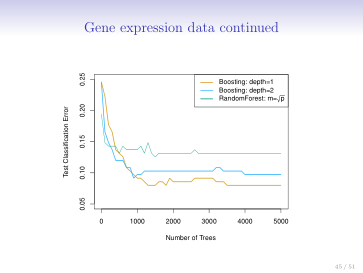 Gene expression data continued
Boosting: depth=1
Boosting: depth=2
RandomForest: m=√p
Test Classification Error
0.05 0.10 0.15 0.20 0.25
0 1000 2000 3000 4000 5000
Number of Trees
45 / 51